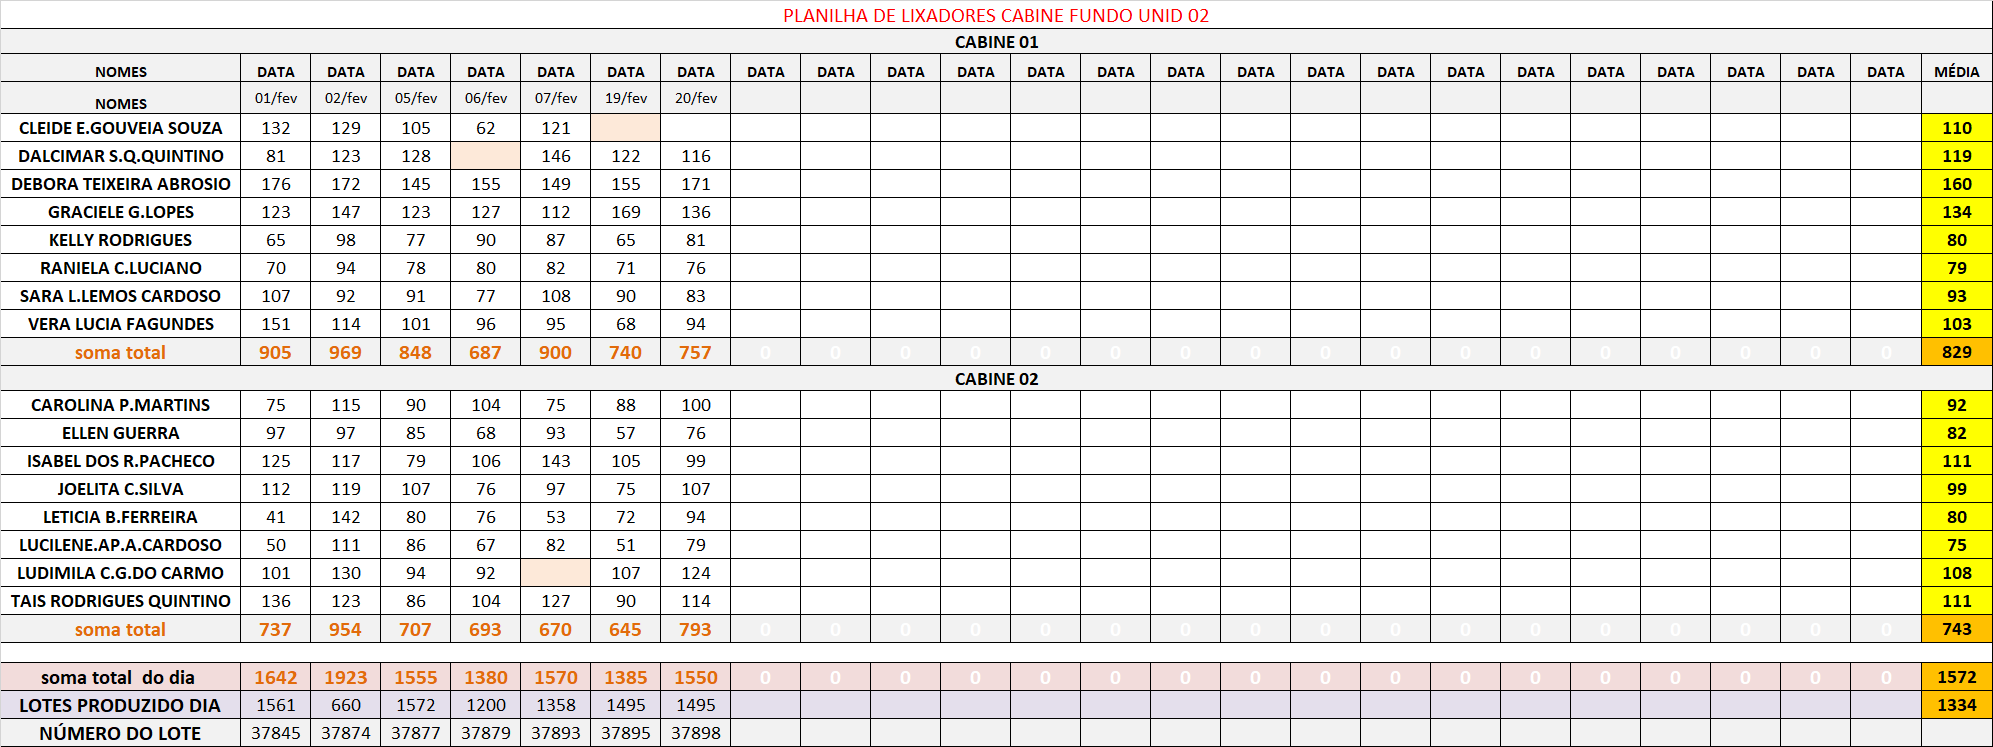 PLANILHA DE LIXADORES CABINE FUNDO UNID 02
CABINE 01
NOMES DATA DATA DATA DATA DATA DATA DATA DATA DATA DATA DATA DATA DATA DATA DATA DATA DATA DATA DATA DATA DATA DATA DATA DATA MÉDIA
NOMES 01/fev 02/fev 05/fev 06/fev 07/fev 19/fev 20/fev
CLEIDE E.GOUVEIA SOUZA 132 129 105 62 121 110
DALCIMAR S.Q.QUINTINO 81 123 128 146 122 116 119
DEBORA TEIXEIRA ABROSIO 176 172 145 155 149 155 171 160
GRACIELE G.LOPES 123 147 123 127 112 169 136 134
KELLY RODRIGUES 65 98 77 90 87 65 81 80
RANIELA C.LUCIANO 70 94 78 80 82 71 76 79
SARA L.LEMOS CARDOSO 107 92 91 77 108 90 83 93
VERA LUCIA FAGUNDES 151 114 101 96 95 68 94 103
soma total 905 969 848 687 900 740 757 0 0 0 0 0 0 0 0 0 0 0 0 0 0 0 0 0 829
CABINE 02
CAROLINA P.MARTINS 75 115 90 104 75 88 100 92
ELLEN GUERRA 97 97 85 68 93 57 76 82
ISABEL DOS R.PACHECO 125 117 79 106 143 105 99 111
JOELITA C.SILVA 112 119 107 76 97 75 107 99
LETICIA B.FERREIRA 41 142 80 76 53 72 94 80
LUCILENE.AP.A.CARDOSO 50 111 86 67 82 51 79 75
LUDIMILA C.G.DO CARMO 101 130 94 92 107 124 108
TAIS RODRIGUES QUINTINO 136 123 86 104 127 90 114 111
soma total 737 954 707 693 670 645 793 0 0 0 0 0 0 0 0 0 0 0 0 0 0 0 0 0 743
soma total do dia 1642 1923 1555 1380 1570 1385 1550 0 0 0 0 0 0 0 0 0 0 0 0 0 0 0 0 0 1572
LOTES PRODUZIDO DIA 1561 660 1572 1200 1358 1495 1495 1334
NÚMERO DO LOTE 37845 37874 37877 37879 37893 37895 37898